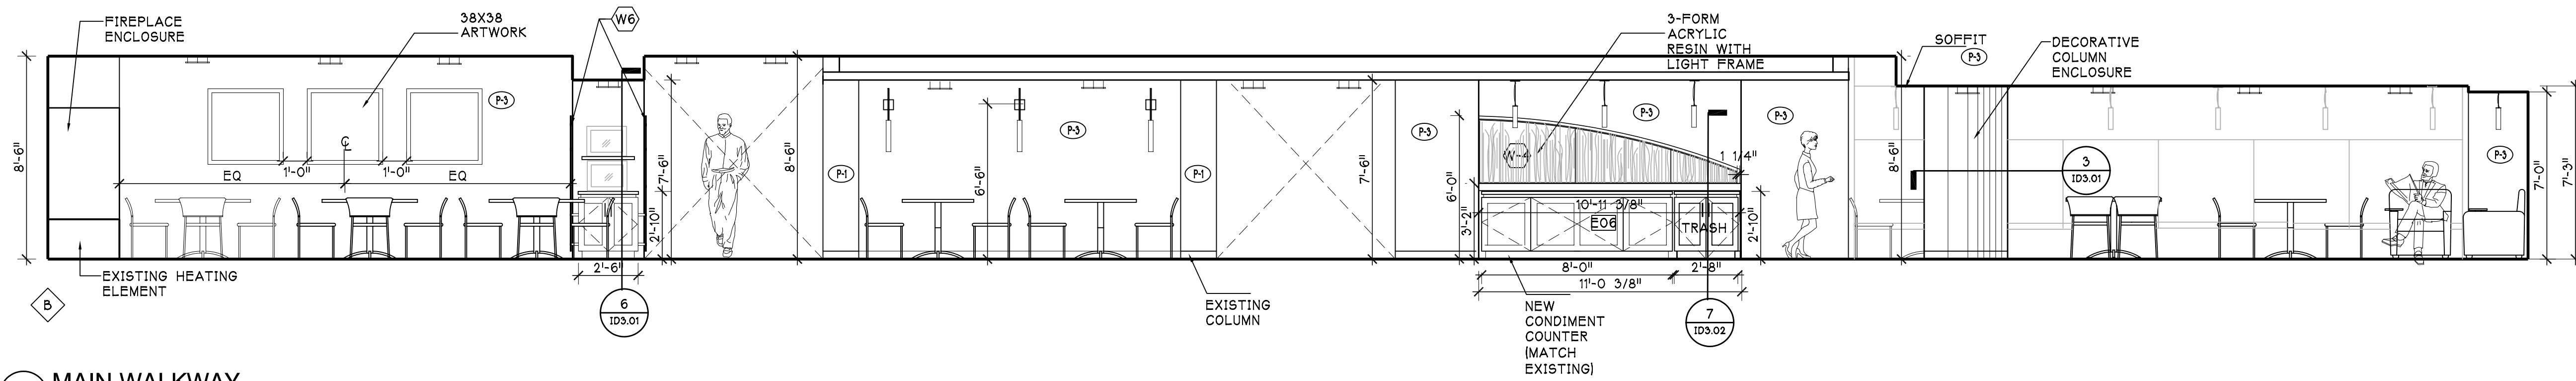 FIREPLACE
ENCLOSURE
38X38
ARTWORK
W6
3-FORM
ACRYLIC
RESIN WITH
LIGHT FRAME
SOFFIT
P-3
DECORATIVE
COLUMN
ENCLOSURE
8'-6"
P-3
℄
1'-0"
1'-0"
EQ
EQ
7'-6"
2'-10"
8'-6"
P-1
6'-6"
P-3
P-1
7'-6"
P-3
6'-0"
3'-2"
W-4
P-3
1 1/4"
10'-11 3/8"
E06
TRASH
2'-10"
P-3
8'-6"
3
ID3.01
P-3
7'-0"
7'-3"
EXISTING HEATING
ELEMENT
B
2'-6"
6
ID3.01
EXISTING
COLUMN
8'-0"
2'-8"
11'-0 3/8"
NEW
CONDIMENT
COUNTER
(MATCH
EXISTING)
7
ID3.02
MAIN WALKWAY